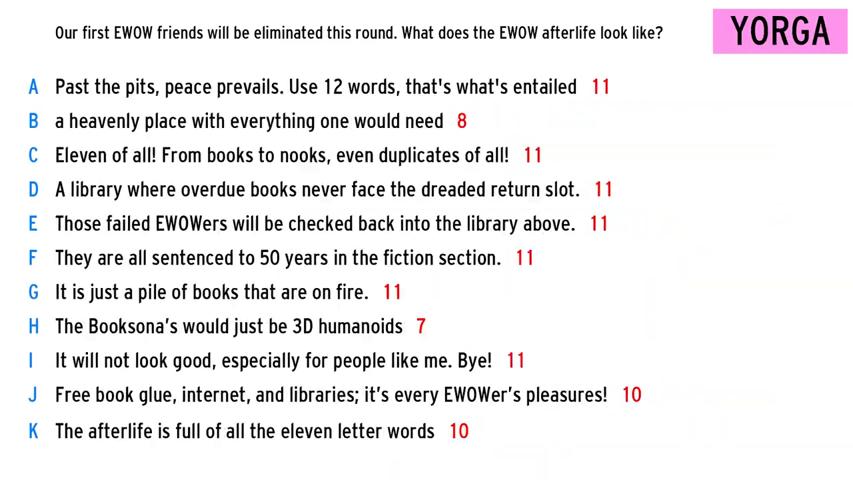 Our first EWOW friends will be eliminated this round. What does the EWOW afterlife look like?
YORGA
A Past the pits, peace prevails. Use 12 words, that's what's entailed 11
B a heavenly place with everything one would need 8
C Eleven of all! From books to nooks, even duplicates of all! 11
D A library where overdue books never face the dreaded return slot. 11
E Those failed EWOWers will be checked back into the library above. 11
F They are all sentenced to 50 years in the fiction section. 11
G It is just a pile of books that are on fire. 11
H The Booksona’s would just be 3D humanoids 7
I It will not look good, especially for people like me. Bye! 11
J Free book glue, internet, and libraries; it’s every EWOWer’s pleasures! 10
K The afterlife is full of all the eleven letter words 10